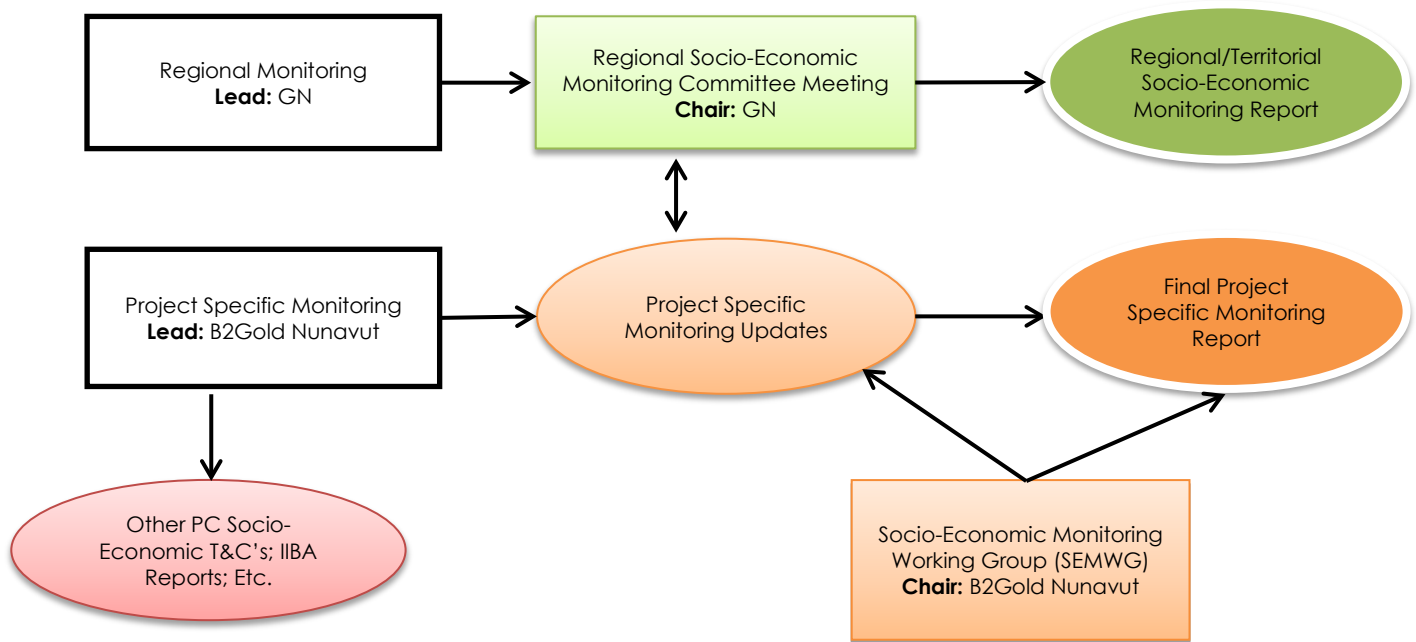 Regional Monitoring
Lead: GN
Regional Socio-Economic
Monitoring Committee Meeting
Chair: GN
Regional/Territorial
Socio-Economic
Monitoring Report
Project Specific Monitoring
Lead: B2Gold Nunavut
Project Specific
Monitoring Updates
Final Project
Specific Monitoring
Report
Other PC Socio-
Economic T&C's; IIBA
Reports; Etc.
Socio-Economic Monitoring
Working Group (SEMWG)
Chair: B2Gold Nunavut